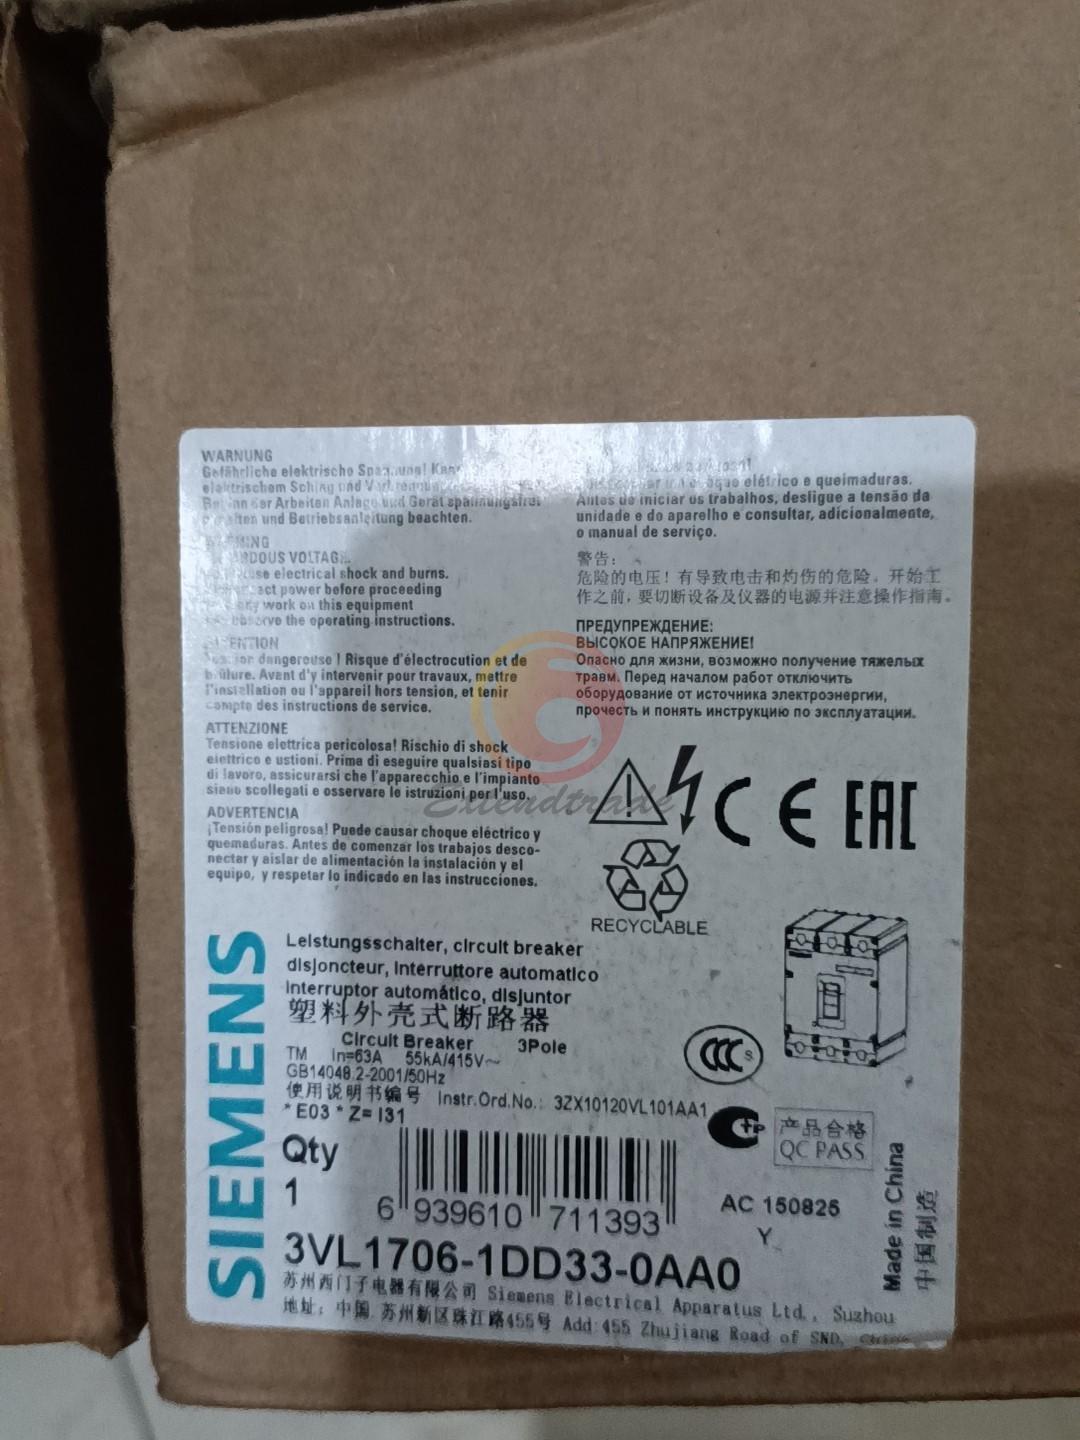 WARNUNG
Gefährliche elektrische Spannung!
elektrischem Schlag und
der Arbeiten Anlage und Gerät spannungsfrei
und Betriebsanleitung beachten.
VOLTAGE
electrical shock and burns.
power before proceeding
work on this equipment
the operating instructions.
dangereuse ! Risque d'électrocution et de
brûlure. Avant d'y intervenir pour travaux, mettre
l'installation ou l'appareil hors tension, et tenir
compte des instructions de service.
ATTENZIONE
Tensione elettrica pericolosa! Rischio di shock
elettrico e ustioni. Prima di eseguire qualsiasi tipo
di lavoro, assicurarsi che l'apparecchio e l'impianto
siano scollegati e osservare le istruzioni per l'uso.
ADVERTENCIA
¡Tensión peligrosa! Puede causar choque eléctrico y
quemaduras. Antes de comenzar los trabajos desco-
nectar y aislar de alimentación la instalación y el
equipo, y respetar lo indicado en las instrucciones.
elétrico e queimaduras.
Antes de iniciar os trabalhos, desligue a tensão da
unidade e do aparelho e consultar, adicionalmente,
o manual de serviço.
警告:
危险的电压! 有导致电击和灼伤的危险。开始工
作之前, 要切断设备及仪器的电源并注意操作指南。
ПРЕДУПРЕЖДЕНИЕ:
ВЫСОКОЕ НАПРЯЖЕНИЕ!
Опасно для жизни, возможно получение тяжелых
травм. Перед началом работ отключить
оборудование от источника электроэнергии,
прочесть и понять инструкцию по эксплуатации.
Extendtrade
CE EAC
RECYCLABLE
SIEMENS
Leistungsschalter, circuit breaker
disjoncteur, interruttore automatico
interruptor automático, disjuntor
塑料外壳式断路器
Circuit Breaker 3Pole
TM In=63A 55kA/415V~
GB14048.2-2001/50Hz
使用说明书编号 Instr.Ord.No.: 3ZX10120VL101AA1
* E03 * Z= I31
CCC S
产品合格
QC PASS
Qty
1
6 939610 711393
AC 150825
Y
Made in China
中国制造
3VL1706-1DD33-0AA0
苏州西门子电器有限公司 Siemens Electrical Apparatus Ltd., Suzhou
地址: 中国 苏州新区珠江路455号 Add:455 Zhujiang Road of SND, China